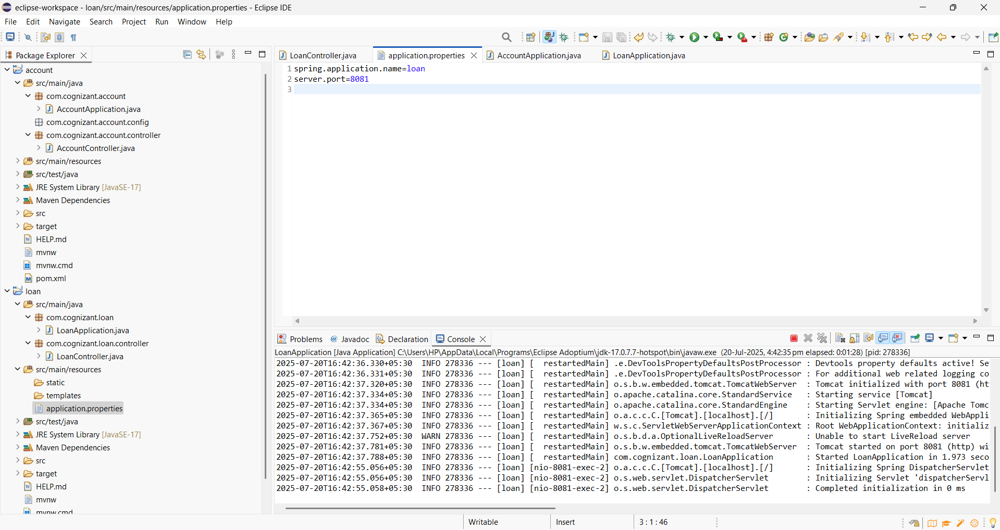 eclipse-workspace - loan/src/main/resources/application.properties - Eclipse IDE
File Edit Navigate Search Project Run Window Help
Package Explorer
account
src/main/java
com.cognizant.account
AccountApplication.java
com.cognizant.account.config
com.cognizant.account.controller
AccountController.java
src/main/resources
src/test/java
JRE System Library [JavaSE-17]
Maven Dependencies
src
target
HELP.md
mvnw
mvnw.cmd
pom.xml
loan
src/main/java
com.cognizant.loan
LoanApplication.java
com.cognizant.loan.controller
LoanController.java
src/main/resources
static
templates
application.properties
src/test/java
JRE System Library [JavaSE-17]
Maven Dependencies
src
target
HELP.md
mvnw
mvnw.cmd
LoanController.java application.properties AccountApplication.java LoanApplication.java
1 spring.application.name=loan
2 server.port=8081
3
Problems @ Javadoc Declaration Console
LoanApplication [Java Application] C:\Users\HP\AppData\Local\Programs\Eclipse Adoptium\jdk-17.0.7.7-hotspot\bin\javaw.exe (20-Jul-2025, 4:42:35 pm elapsed: 0:01:28) [pid: 278336]
2025-07-20T16:42:36.330+05:30 INFO 278336 --- [loan] [ restartedMain] .e.DevToolsPropertyDefaultsPostProcessor : Devtools property defaults active! Se
2025-07-20T16:42:36.331+05:30 INFO 278336 --- [loan] [ restartedMain] .e.DevToolsPropertyDefaultsPostProcessor : For additional web related logging co
2025-07-20T16:42:37.320+05:30 INFO 278336 --- [loan] [ restartedMain] o.s.b.w.embedded.tomcat.TomcatWebServer : Tomcat initialized with port 8081 (ht
2025-07-20T16:42:37.334+05:30 INFO 278336 --- [loan] [ restartedMain] o.apache.catalina.core.StandardService : Starting service [Tomcat]
2025-07-20T16:42:37.334+05:30 INFO 278336 --- [loan] [ restartedMain] o.apache.catalina.core.StandardEngine : Starting Servlet engine: [Apache Tomc
2025-07-20T16:42:37.365+05:30 INFO 278336 --- [loan] [ restartedMain] o.a.c.c.C.[Tomcat].[localhost].[/] : Initializing Spring embedded WebAppli
2025-07-20T16:42:37.367+05:30 INFO 278336 --- [loan] [ restartedMain] w.s.c.ServletWebServerApplicationContext : Root WebApplicationContext: initializ
2025-07-20T16:42:37.752+05:30 WARN 278336 --- [loan] [ restartedMain] o.s.b.d.a.OptionalLiveReloadServer : Unable to start LiveReload server
2025-07-20T16:42:37.781+05:30 INFO 278336 --- [loan] [ restartedMain] o.s.b.w.embedded.tomcat.TomcatWebServer : Tomcat started on port 8081 (http) wi
2025-07-20T16:42:37.788+05:30 INFO 278336 --- [loan] [ restartedMain] com.cognizant.loan.LoanApplication : Started LoanApplication in 1.973 seco
2025-07-20T16:42:55.056+05:30 INFO 278336 --- [loan] [nio-8081-exec-2] o.a.c.c.C.[Tomcat].[localhost].[/] : Initializing Spring DispatcherServlet
2025-07-20T16:42:55.056+05:30 INFO 278336 --- [loan] [nio-8081-exec-2] o.s.web.servlet.DispatcherServlet : Initializing Servlet 'dispatcherServl
2025-07-20T16:42:55.058+05:30 INFO 278336 --- [loan] [nio-8081-exec-2] o.s.web.servlet.DispatcherServlet : Completed initialization in 0 ms
Writable Insert 3 : 1 : 46